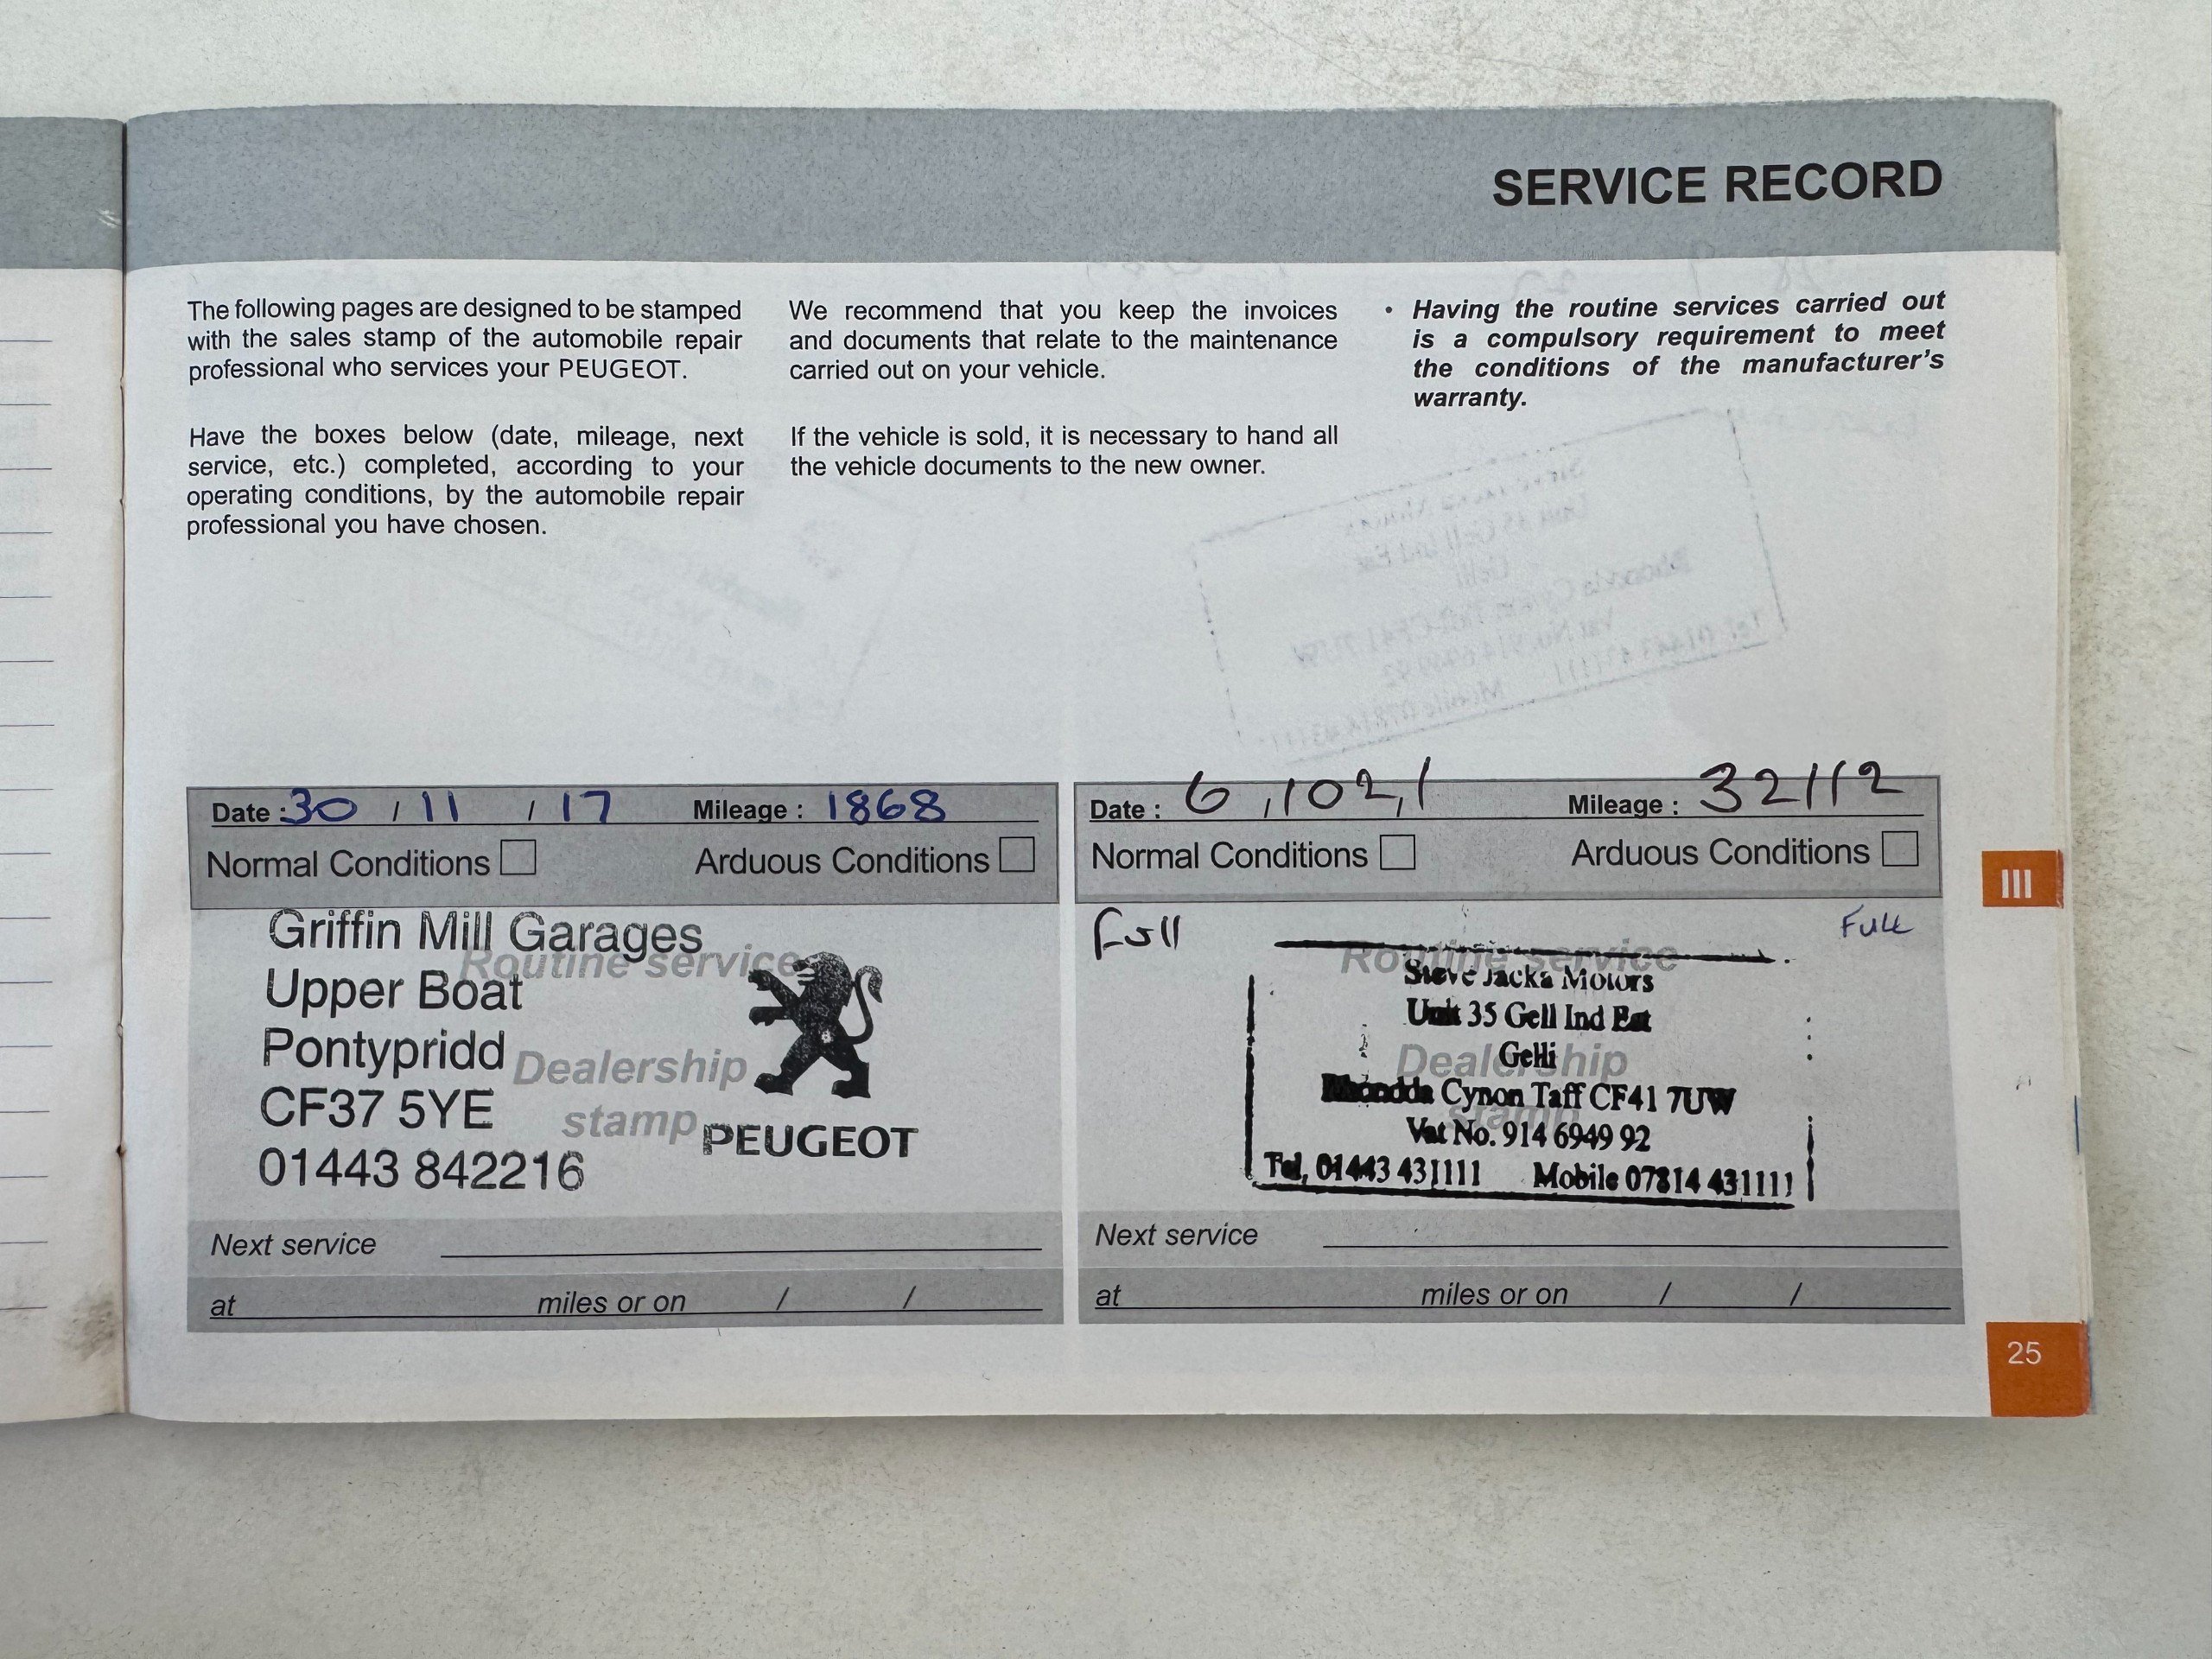 SERVICE RECORD
The following pages are designed to be stamped
with the sales stamp of the automobile repair
professional who services your PEUGEOT.
Have the boxes below (date, mileage, next
service, etc.) completed, according to your
operating conditions, by the automobile repair
professional you have chosen.
We recommend that you keep the invoices
and documents that relate to the maintenance
carried out on your vehicle.
If the vehicle is sold, it is necessary to hand all
the vehicle documents to the new owner.
• Having the routine services carried out
is a compulsory requirement to meet
the conditions of the manufacturer's
warranty.
Date : 30 / 11 / 17 Mileage : 1868
Normal Conditions Arduous Conditions
Routine service
Dealership
stamp
Griffin Mill Garages
Upper Boat
Pontypridd
CF37 5YE
01443 842216
PEUGEOT
Next service
at miles or on / /
Date : 6 / 10 2 / 1 Mileage : 32112
Normal Conditions Arduous Conditions
Full FULL
Routine service
Dealership
stamp
Steve Jacka Motors
Unit 35 Gelli Ind Est
Gelli
Rhondda Cynon Taff CF41 7UW
Vat No. 914 6949 92
Tel, 01443 431111 Mobile 07814 431111
Next service
at miles or on / /
III
25